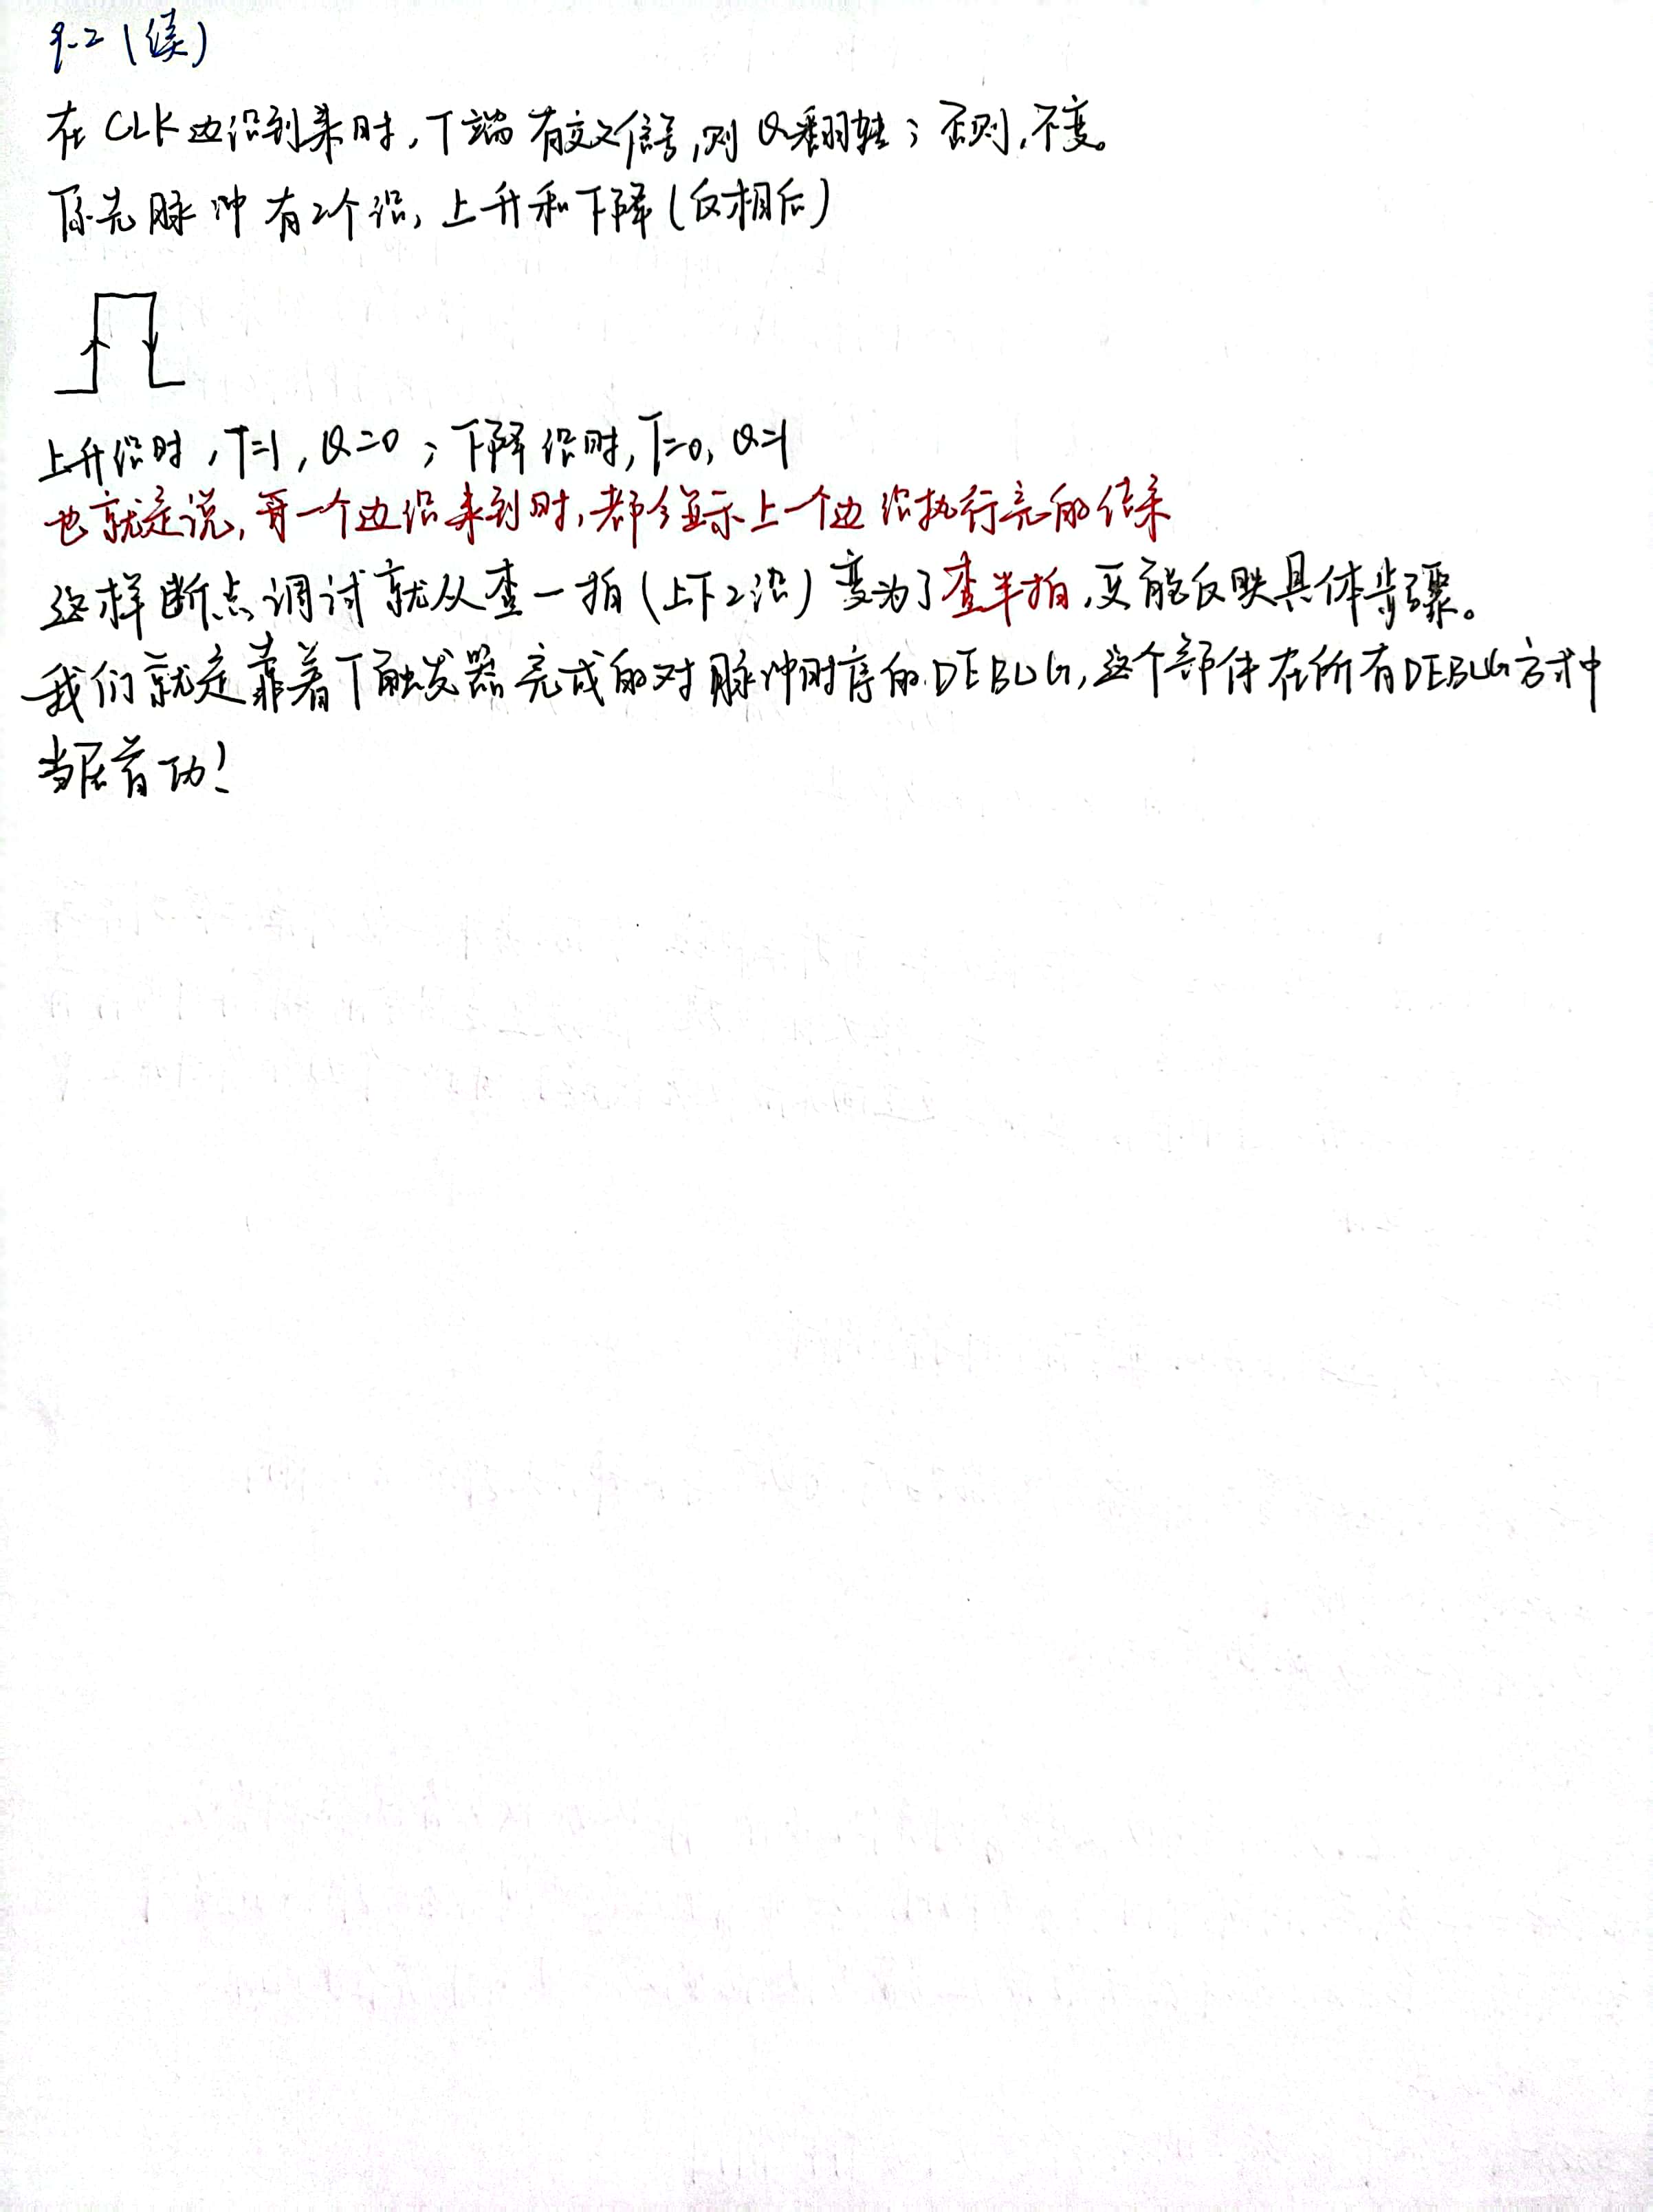 9.2(续)
在CLK边沿到来时,T端有定义信号,则Q翻转;否则,不变。
原先脉冲有2个沿,上升和下降(反相后)
上升沿时,T=1,Q=0;下降沿时,T=0,Q=1
也就是说,每一个边沿来到时,都会显示上一个边沿执行完的结果
这样断点调试就从查一拍(上下2沿)变为了查半拍,更能反映具体步骤。
我们就是靠着T触发器完成的对脉冲时序的DEBUG,这个部件在所有DEBUG方式中
当居首功!